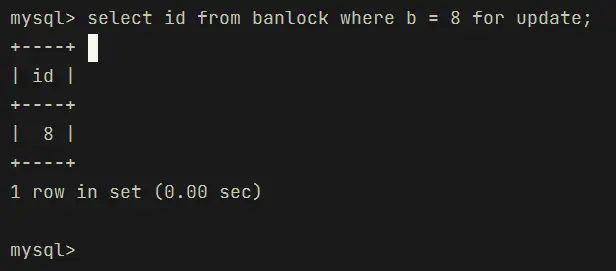 mysql> select id from banlock where b = 8 for update;
+----+
| id |
+----+
|  8 |
+----+
1 row in set (0.00 sec)
mysql>